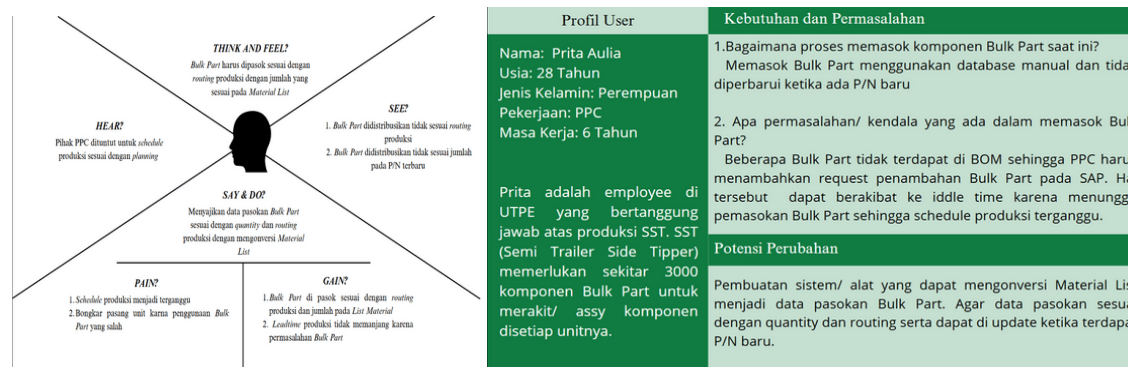 THINK AND FEEL?
Bulk Part harus dipasok sesuai dengan
routing produksi dengan jumlah yang
sesuai pada Material List
HEAR?
Pihak PPC dituntut untuk schedule
produksi sesuai dengan planning
SEE?
1. Bulk Part didistribusikan tidak sesuai routing
produksi
2. Bulk Part didistribusikan tidak sesuai jumlah
pada P/N terbaru
SAY & DO?
Menyajikan data pasokan Bulk Part
sesuai dengan quantity dan routing
produksi dengan mengonversi Material
List
PAIN?
1. Schedule produksi menjadi terganggu
2. Bongkar pasang unit karna penggunaan Bulk
Part yang salah
GAIN?
1. Bulk Part di pasok sesuai dengan routing
produksi dan jumlah pada List Material
2. Leadtime produksi tidak memanjang karena
permasalahan Bulk Part
Profil User
Nama: Prita Aulia
Usia: 28 Tahun
Jenis Kelamin: Perempuan
Pekerjaan: PPC
Masa Kerja: 6 Tahun
Prita adalah employee di
UTPE yang bertanggung
jawab atas produksi SST. SST
(Semi Trailer Side Tipper)
memerlukan sekitar 3000
komponen Bulk Part untuk
merakit/ assy komponen
disetiap unitnya.
Kebutuhan dan Permasalahan
1.Bagaimana proses memasok komponen Bulk Part saat ini?
Memasok Bulk Part menggunakan database manual dan tida
diperbarui ketika ada P/N baru
2. Apa permasalahan/ kendala yang ada dalam memasok Bul
Part?
Beberapa Bulk Part tidak terdapat di BOM sehingga PPC haru
menambahkan request penambahan Bulk Part pada SAP. Ha
tersebut dapat berakibat ke iddle time karena menungg
pemasokan Bulk Part sehingga schedule produksi terganggu.
Potensi Perubahan
Pembuatan sistem/ alat yang dapat mengonversi Material Lis
menjadi data pasokan Bulk Part. Agar data pasokan sesua
dengan quantity dan routing serta dapat di update ketika terdapa
P/N baru.